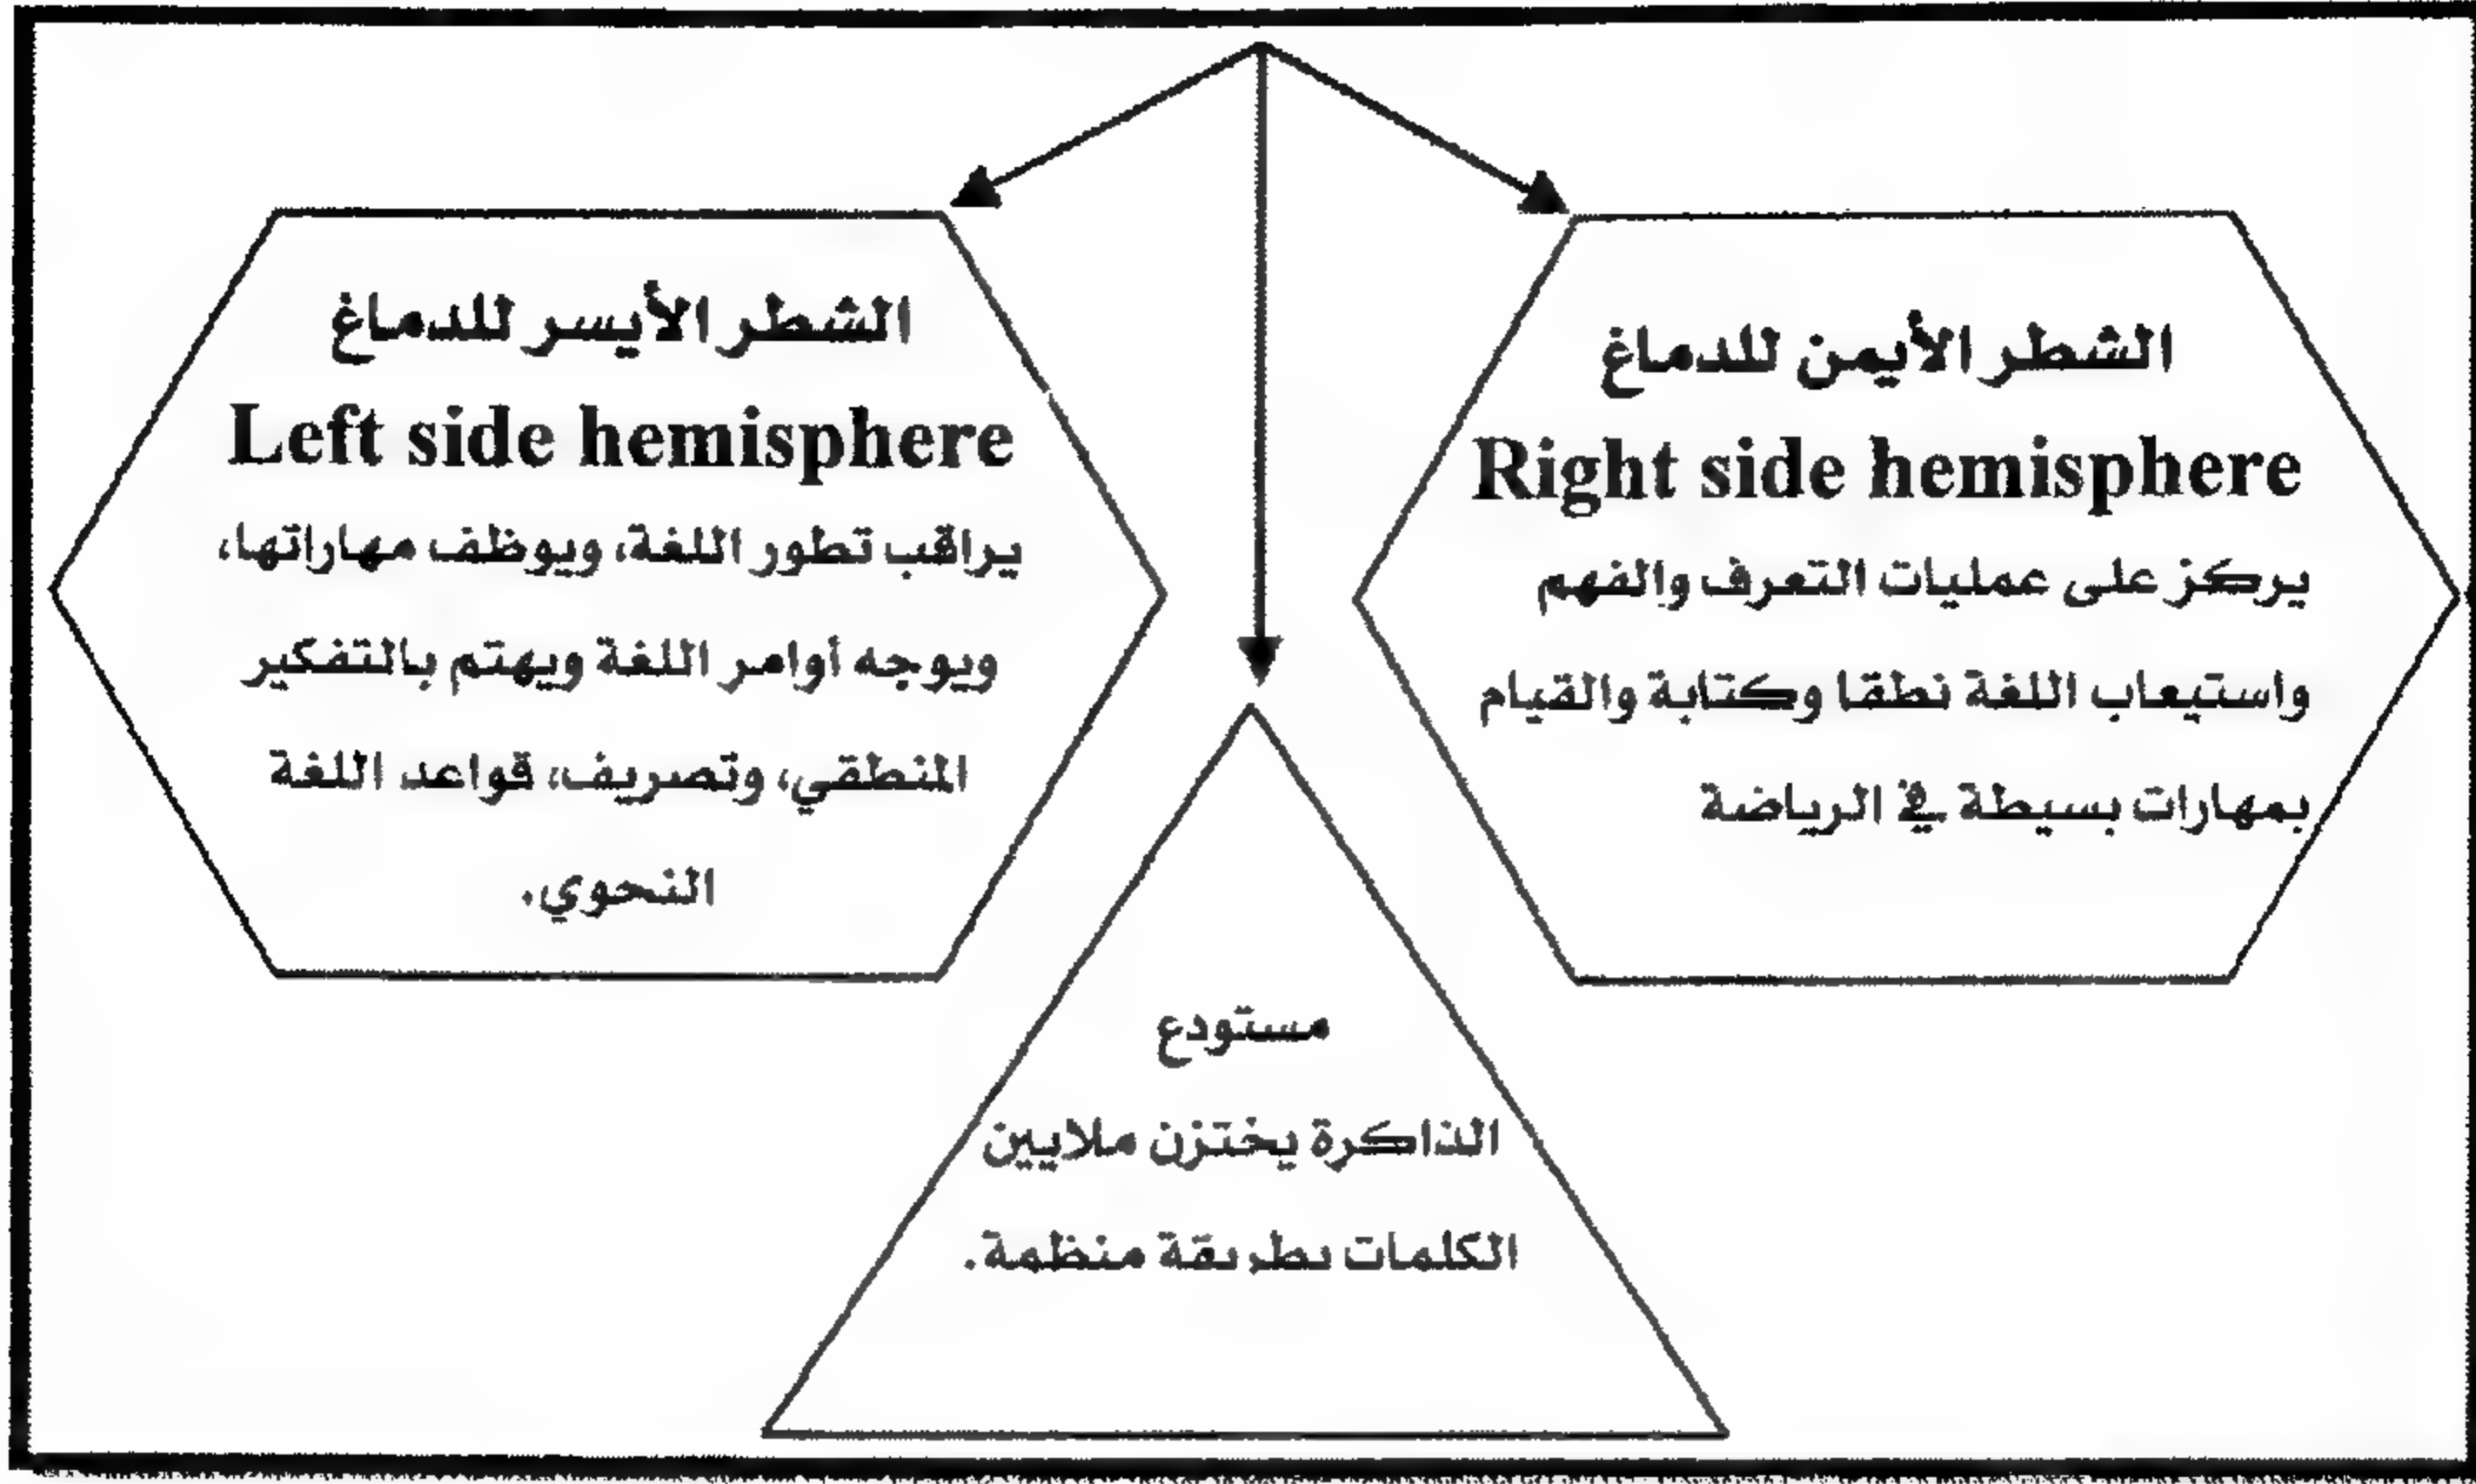 الشطر الأيمن للدماغ
Right side hemisphere
يركز على عمليات التعرف والفهم
واستيعاب اللغة نطقا وكتابة والقيام
بمهارات بسيطة في الرياضة
الشطر الأيسر للدماغ
Left side hemisphere
يراقب تطور اللغة، ويوظف مهاراتها،
ويوجه أوامر اللغة ويهتم بالتفكير
المنطقي، وتصريف، قواعد اللغة
النحوي.
مستودع
الذاكرة يختزن ملايين
الكلمات بطريقة منظمة.